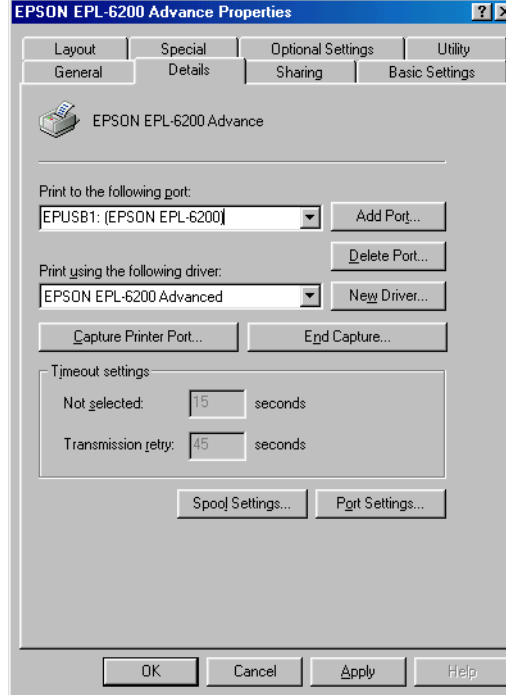 EPSON EPL-6200 Advance Properties
Layout Special Optional Settings Utility
General Details Sharing Basic Settings
EPSON EPL-6200 Advance
Print to the following port:
EPUSB1: (EPSON EPL-6200) Add Port...
Delete Port...
Print using the following driver:
EPSON EPL-6200 Advanced New Driver...
Capture Printer Port... End Capture...
Timeout settings
Not selected: 15 seconds
Transmission retry: 45 seconds
Spool Settings... Port Settings...
OK Cancel Apply Help